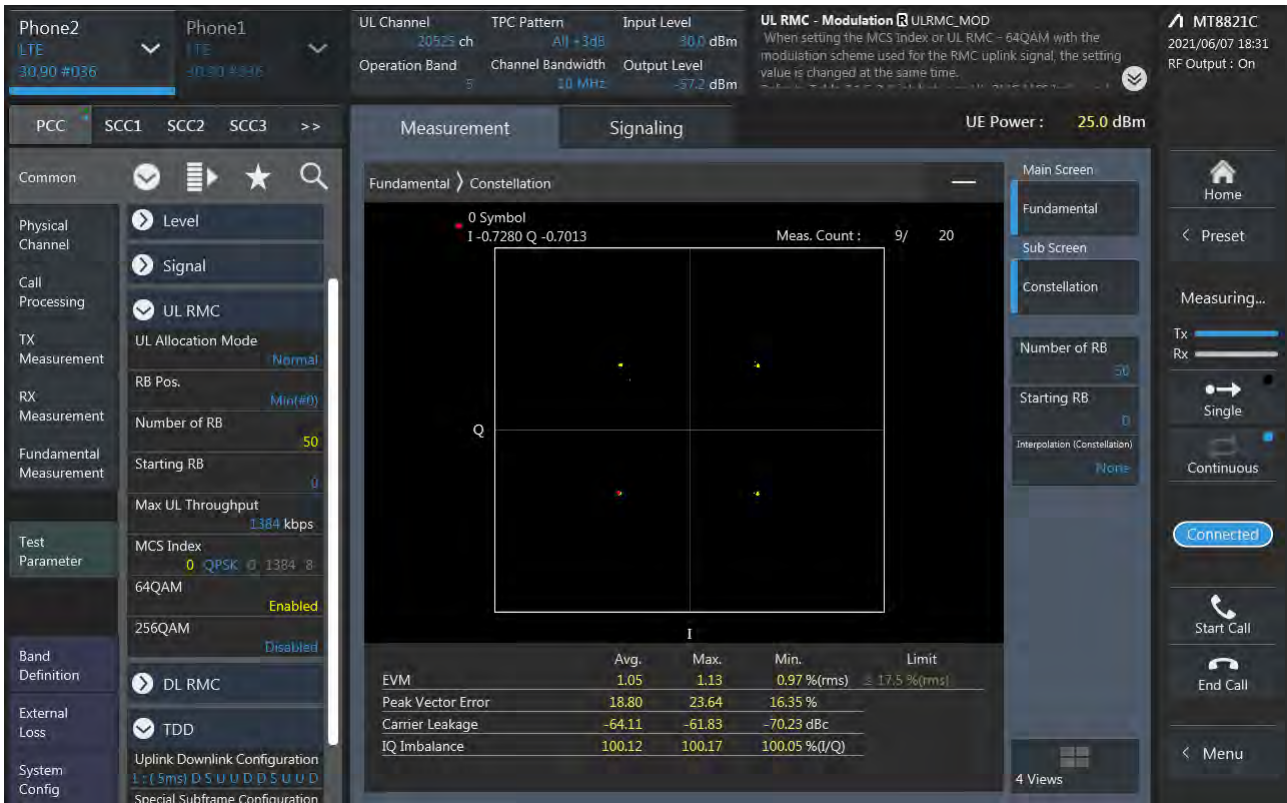 Phone2
LTE
30.90 #036
Phone1
LTE
30.90 #036
UL Channel
20525 ch
Operation Band
5
TPC Pattern
All +3dB
Channel Bandwidth
10 MHz
Input Level
30.0 dBm
Output Level
-57.2 dBm
UL RMC - Modulation R ULRMC_MOD
When setting the MCS Index or UL RMC – 64QAM with the
modulation scheme used for the RMC uplink signal, the setting
value is changed at the same time.
MT8821C
2021/06/07 18:31
RF Output : On
PCC SCC1 SCC2 SCC3 >>
Measurement
Signaling
UE Power : 25.0 dBm
Common
Physical
Channel
Call
Processing
TX
Measurement
RX
Measurement
Fundamental
Measurement
Test
Parameter
Band
Definition
External
Loss
System
Config
Level
Signal
UL RMC
UL Allocation Mode
Normal
RB Pos.
Min(#0)
Number of RB
50
Starting RB
0
Max UL Throughput
1384 kbps
MCS Index
0 QPSK 0 1384 8
64QAM
Enabled
256QAM
Disabled
DL RMC
TDD
Uplink Downlink Configuration
1 : ( 5ms) D S U U D D S U U D
Special Subframe Configuration
Fundamental 〉 Constellation
0 Symbol
I -0.7280 Q -0.7013
Meas. Count : 9/ 20
Q
I
Avg. Max. Min. Limit
EVM 1.05 1.13 0.97 %(rms) ≤ 17.5 %(rms)
Peak Vector Error 18.80 23.64 16.35 %
Carrier Leakage -64.11 -61.83 -70.23 dBc
IQ Imbalance 100.12 100.17 100.05 %(I/Q)
Main Screen
Fundamental
Sub Screen
Constellation
Number of RB
50
Starting RB
0
Interpolation (Constellation)
None
4 Views
Home
< Preset
Measuring...
Tx
Rx
Single
Continuous
Connected
Start Call
End Call
< Menu